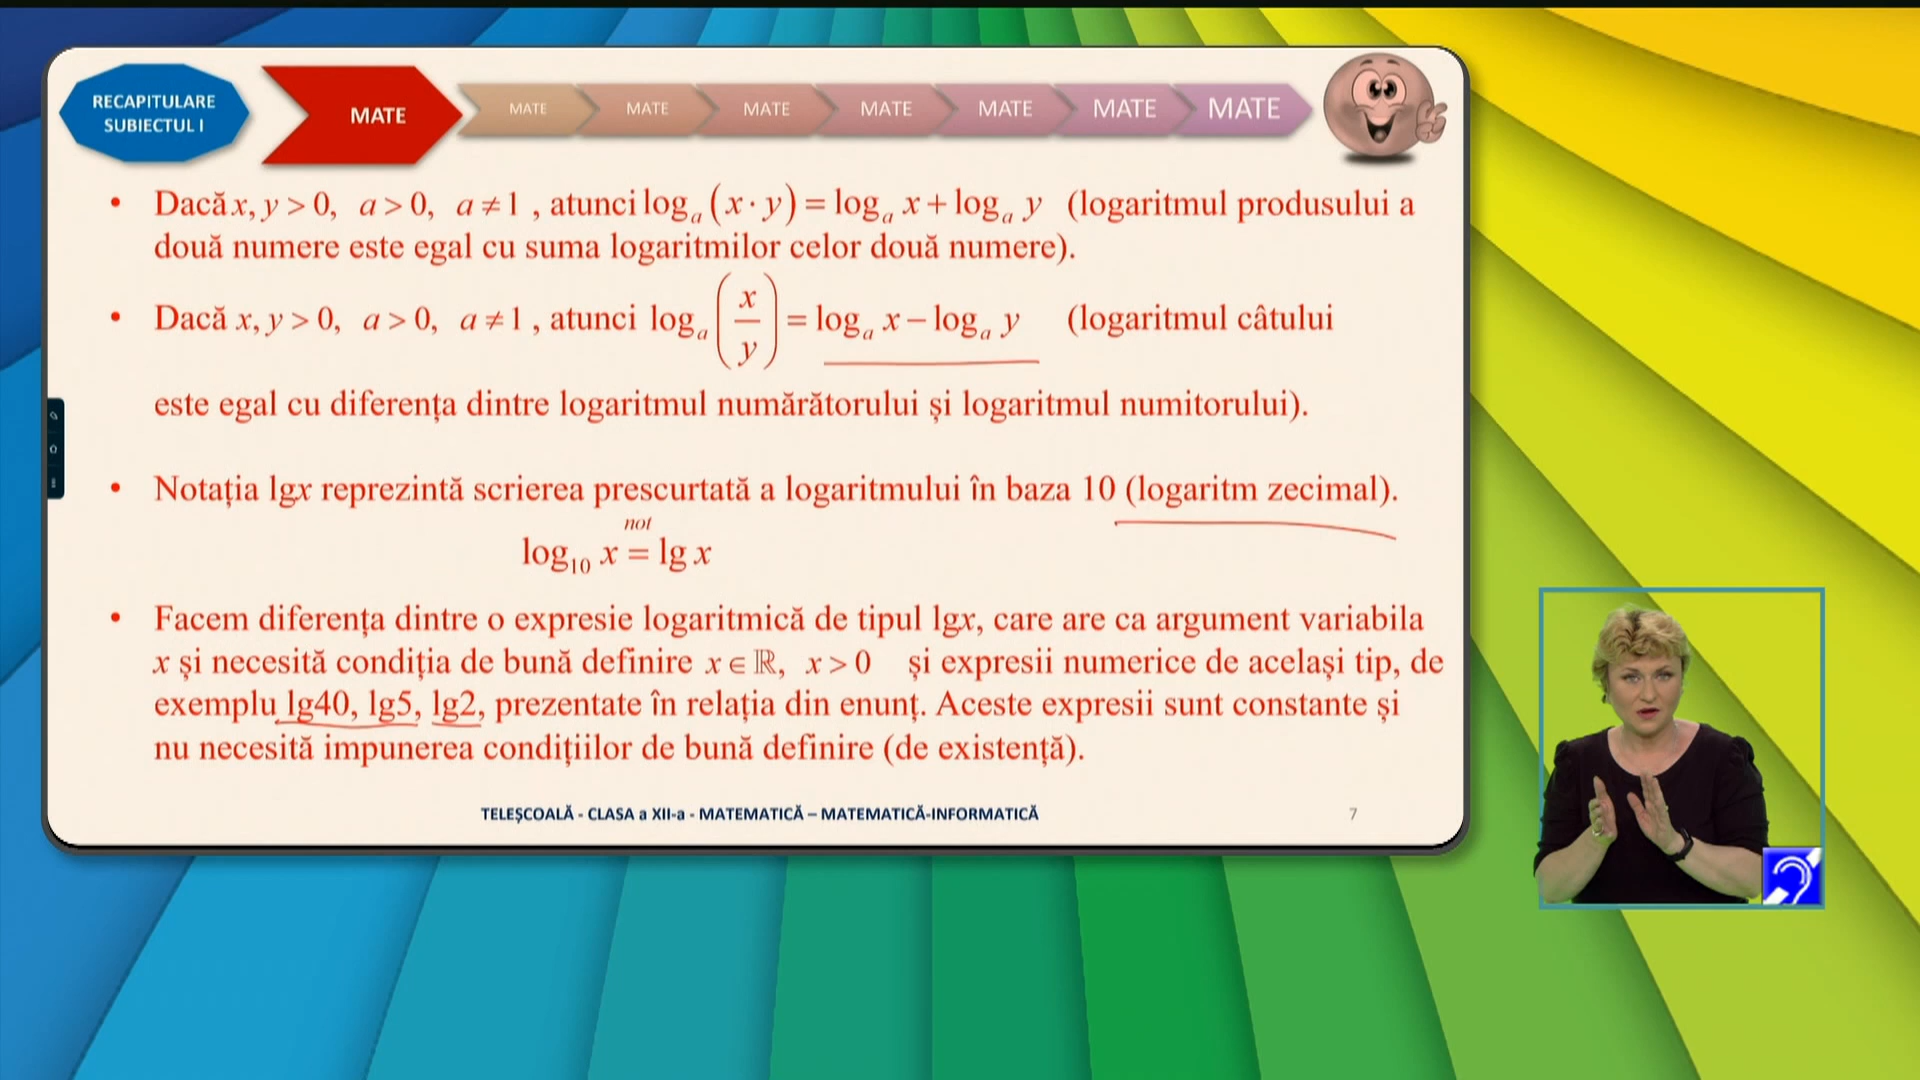 RECAPITULARE
SUBIECTUL I
MATE
MATE
MATE
MATE
MATE
MATE
MATE
MATE
• Dacă x, y > 0, a > 0, a ≠ 1 , atunci logₐ (x · y) = logₐ x + logₐ y (logaritmul produsului a
două numere este egal cu suma logaritmilor celor două numere).
• Dacă x, y > 0, a > 0, a ≠ 1 , atunci logₐ (x/y) = logₐ x − logₐ y (logaritmul câtului
este egal cu diferența dintre logaritmul numărătorului și logaritmul numitorului).
• Notația lgx reprezintă scrierea prescurtată a logaritmului în baza 10 (logaritm zecimal).
not
log₁₀ x = lg x
• Facem diferența dintre o expresie logaritmică de tipul lgx, care are ca argument variabila
x și necesită condiția de bună definire x ∈ ℝ, x > 0 și expresii numerice de același tip, de
exemplu lg40, lg5, lg2, prezentate în relația din enunț. Aceste expresii sunt constante și
nu necesită impunerea condițiilor de bună definire (de existență).
TELEȘCOALĂ - CLASA a XII-a - MATEMATICĂ – MATEMATICĂ-INFORMATICĂ
7